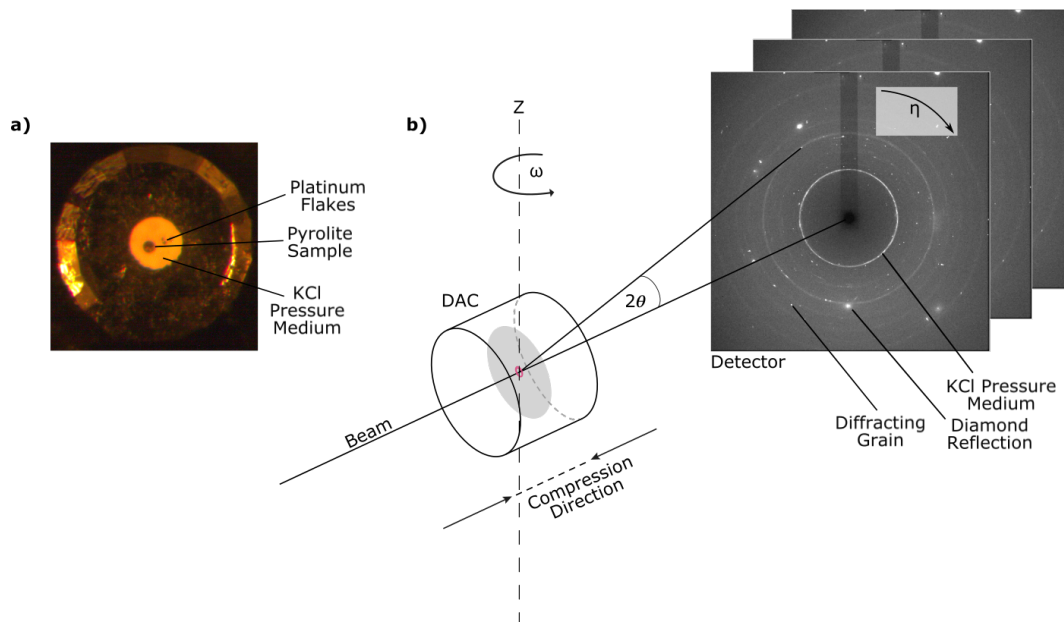 a)
Platinum
Flakes
Pyrolite
Sample
KCl
Pressure
Medium
b)
Z
ω
DAC
2θ
η
Beam
Compression
Direction
Detector
KCl Pressure
Medium
Diamond
Reflection
Diffracting
Grain